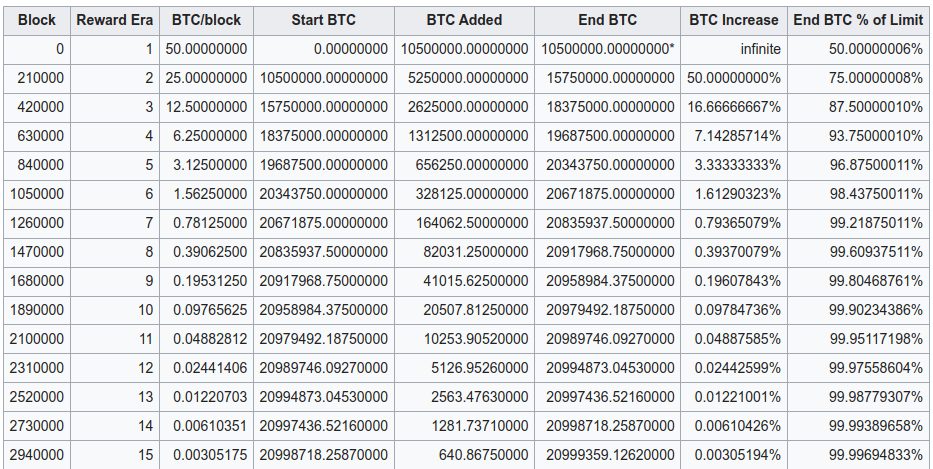 Block Reward Era BTC/block Start BTC BTC Added End BTC BTC Increase End BTC % of Limit
0 1 50.00000000 0.00000000 10500000.00000000 10500000.00000000* infinite 50.00000006%
210000 2 25.00000000 10500000.00000000 5250000.00000000 15750000.00000000 50.00000000% 75.00000008%
420000 3 12.50000000 15750000.00000000 2625000.00000000 18375000.00000000 16.66666667% 87.50000010%
630000 4 6.25000000 18375000.00000000 1312500.00000000 19687500.00000000 7.14285714% 93.75000010%
840000 5 3.12500000 19687500.00000000 656250.00000000 20343750.00000000 3.33333333% 96.87500011%
1050000 6 1.56250000 20343750.00000000 328125.00000000 20671875.00000000 1.61290323% 98.43750011%
1260000 7 0.78125000 20671875.00000000 164062.50000000 20835937.50000000 0.79365079% 99.21875011%
1470000 8 0.39062500 20835937.50000000 82031.25000000 20917968.75000000 0.39370079% 99.60937511%
1680000 9 0.19531250 20917968.75000000 41015.62500000 20958984.37500000 0.19607843% 99.80468761%
1890000 10 0.09765625 20958984.37500000 20507.81250000 20979492.18750000 0.09784736% 99.90234386%
2100000 11 0.04882812 20979492.18750000 10253.90520000 20989746.09270000 0.04887585% 99.95117198%
2310000 12 0.02441406 20989746.09270000 5126.95260000 20994873.04530000 0.02442599% 99.97558604%
2520000 13 0.01220703 20994873.04530000 2563.47630000 20997436.52160000 0.01221001% 99.98779307%
2730000 14 0.00610351 20997436.52160000 1281.73710000 20998718.25870000 0.00610426% 99.99389658%
2940000 15 0.00305175 20998718.25870000 640.86750000 20999359.12620000 0.00305194% 99.99694833%